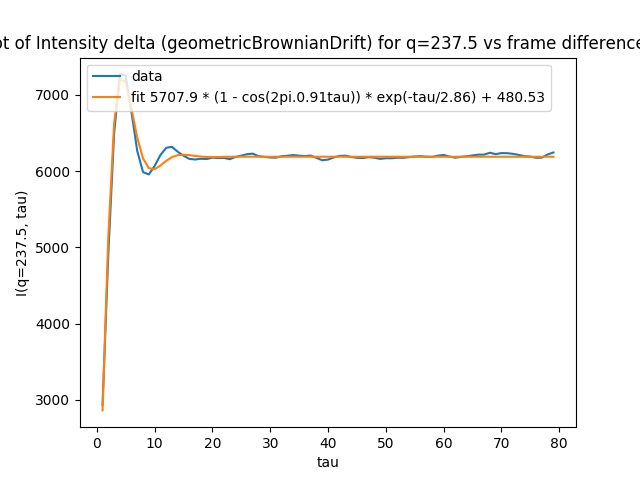 ot of Intensity delta (geometricBrownianDrift) for q=237.5 vs frame difference
data
fit 5707.9 * (1 - cos(2pi.0.91tau)) * exp(-tau/2.86) + 480.53
I(q=237.5, tau)
7000
6000
5000
4000
3000
0 10 20 30 40 50 60 70 80
tau